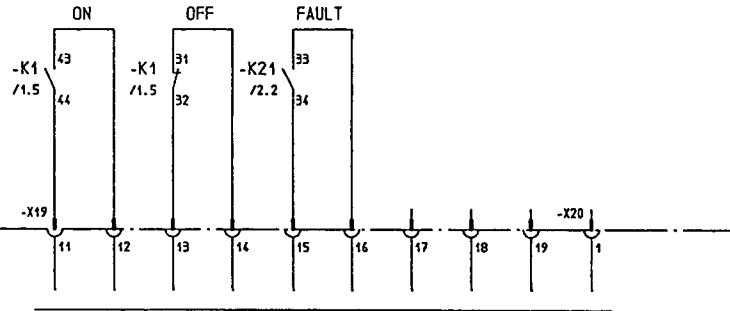 ON OFF FAULT
43 31 33
-K1 -K1 -K21
/1.5 /1.5 /2.2
44 32 34
-X19 -X20
11 12 13 14 15 16 17 18 19 1